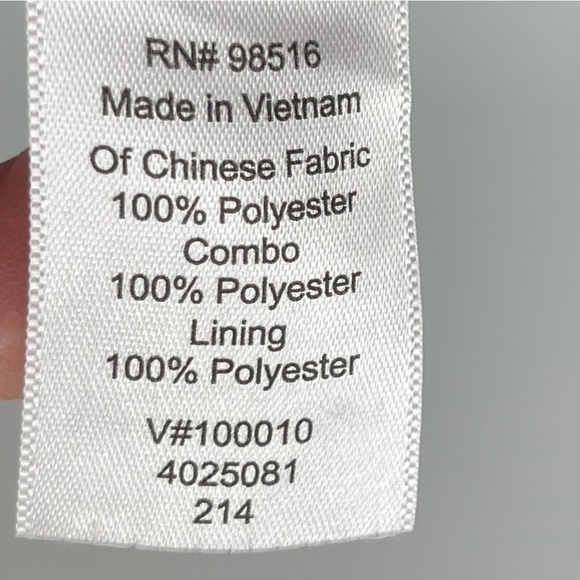 RN# 98516
Made in Vietnam
Of Chinese Fabric
100% Polyester
Combo
100% Polyester
Lining
100% Polyester
V#100010
4025081
214